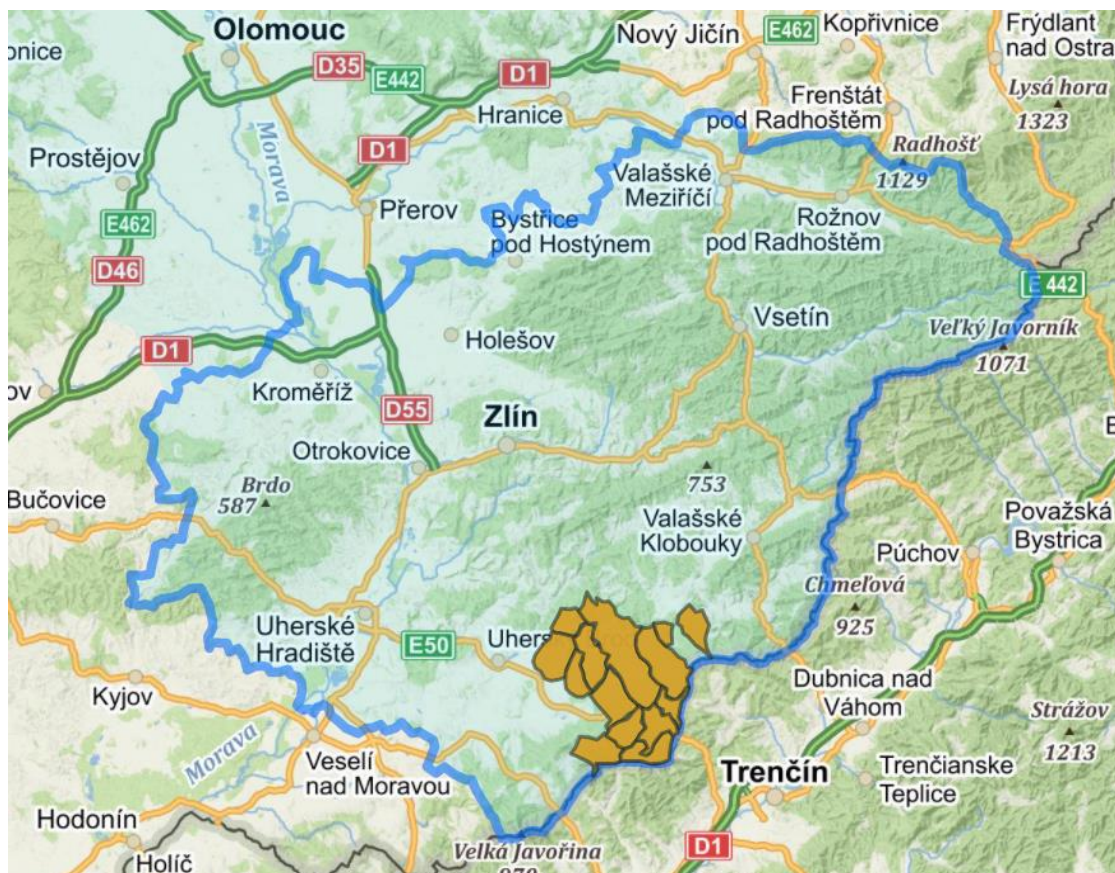 Olomouc
onice
D35
E442
D1
Nový Jičín
E462
Kopřivnice
Frýdlant
nad Ostra
Lysá hora
1323
Hranice
Frenštát
pod Radhoštěm
Radhošť
1129
Morava
D1
Prostějov
Přerov
Valašské
Meziříčí
Rožnov
pod Radhoštěm
E462
Bystřice
pod Hostýnem
D46
E 442
Vsetín
Veľký Javorník
1071
Holešov
D1
ov
Kroměříž
D55
Zlín
Otrokovice
753
Brdo
587
Bučovice
Valašské
Klobouky
Považská
Bystrica
Púchov
Chmeľová
925
Uherské
Hradiště
E50
Kyjov
Dubnica nad
Váhom
Strážov
1213
Morava
Veselí
nad Moravou
Trenčín
Trenčianske
Teplice
Hodonín
Holíč
Velká Javořina
D1